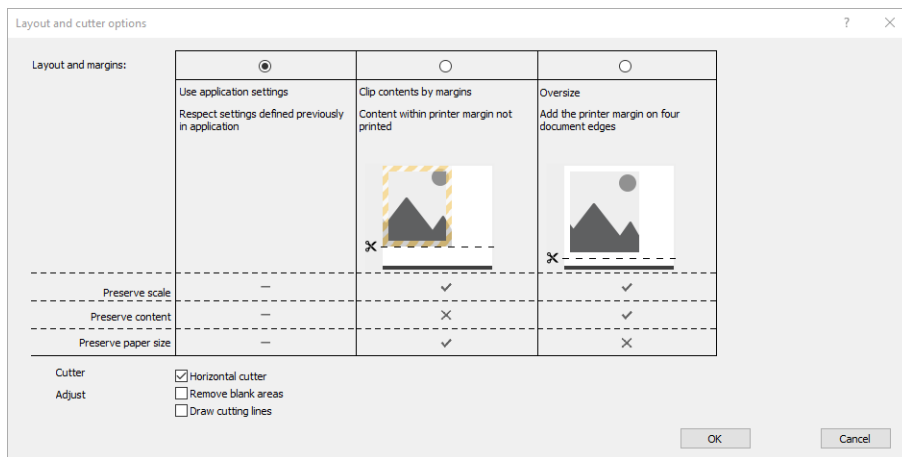 Layout and cutter options
Layout and margins:
Use application settings
Respect settings defined previously
in application
Clip contents by margins
Content within printer margin not
printed
Oversize
Add the printer margin on four
document edges
Preserve scale
Preserve content
Preserve paper size
Cutter
Horizontal cutter
Adjust
Remove blank areas
Draw cutting lines
OK
Cancel